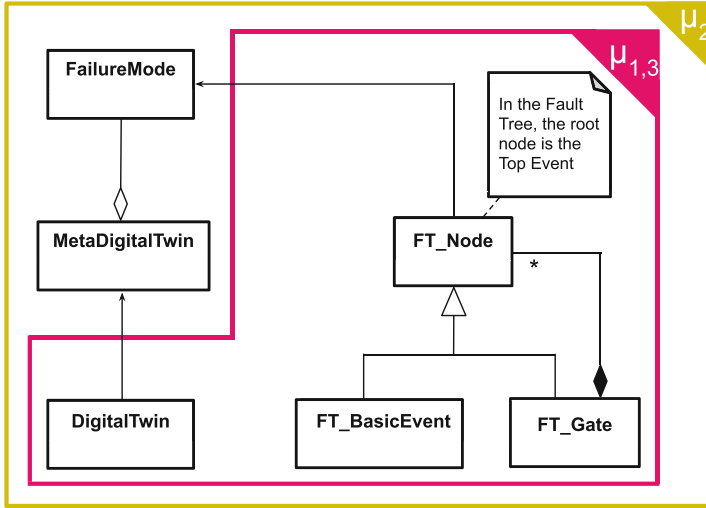 μ2
μ1,3
FailureMode
In the Fault
Tree, the root
node is the
Top Event
MetaDigitalTwin
FT_Node
*
DigitalTwin
FT_BasicEvent
FT_Gate